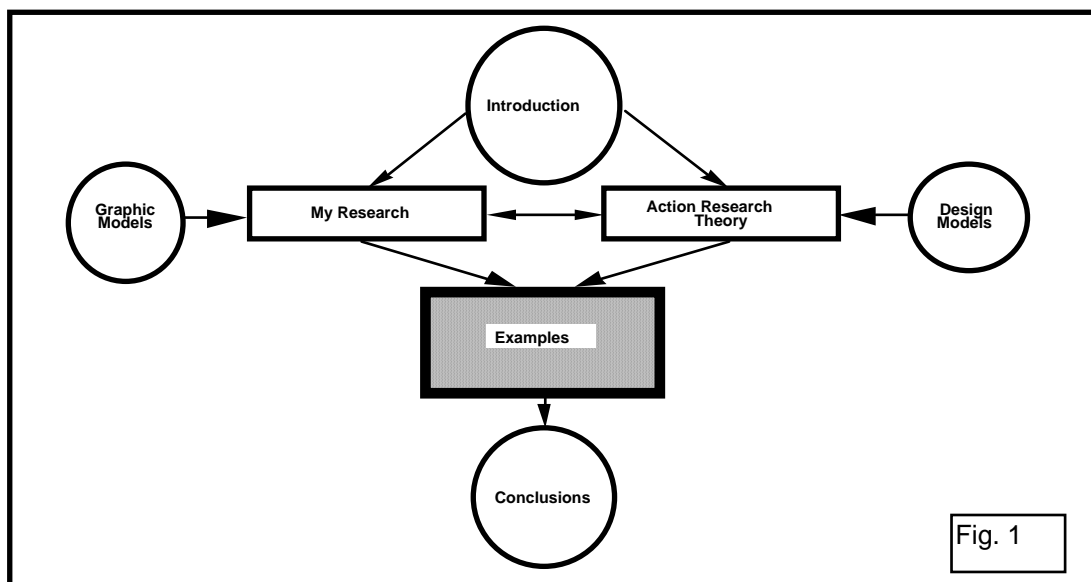 Introduction
Graphic
Models
My Research
Action Research
Theory
Design
Models
Examples
Conclusions
Fig. 1